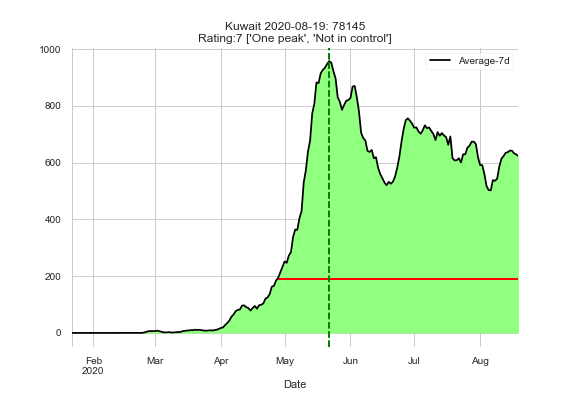 Kuwait 2020-08-19: 78145
Rating:7 ['One peak', 'Not in control']
Average-7d
1000
800
600
400
200
0
Feb Mar Apr May Jun Jul Aug
2020
Date